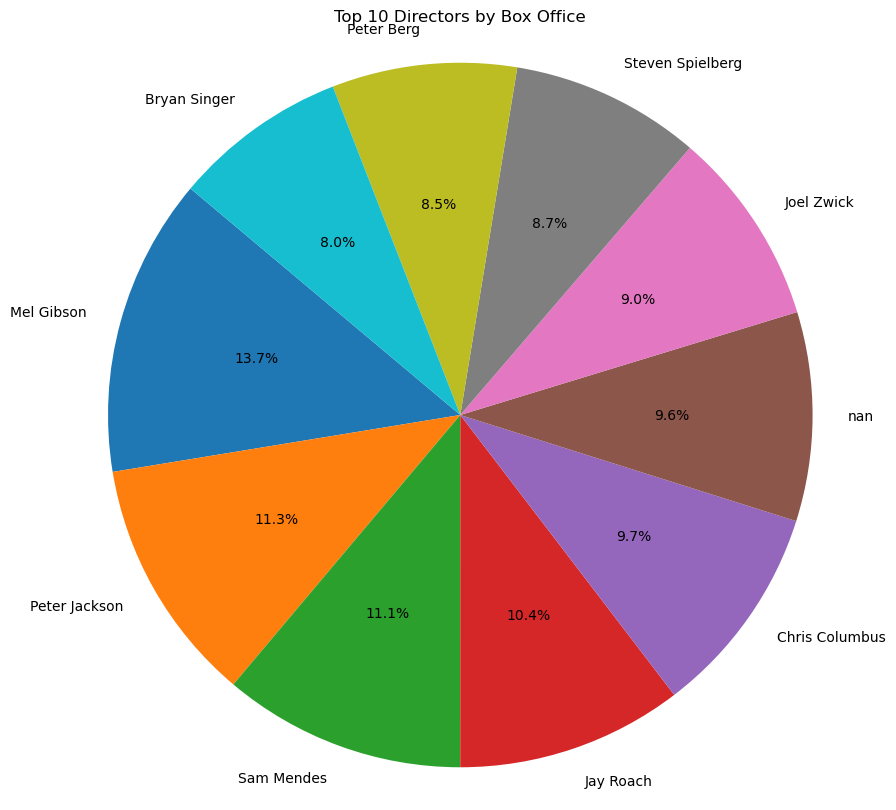 Top 10 Directors by Box Office
Peter Berg
Steven Spielberg
Bryan Singer
Joel Zwick
8.5%
8.7%
8.0%
9.0%
Mel Gibson
13.7%
9.6%
nan
11.3%
9.7%
Peter Jackson
11.1%
10.4%
Chris Columbus
Sam Mendes
Jay Roach